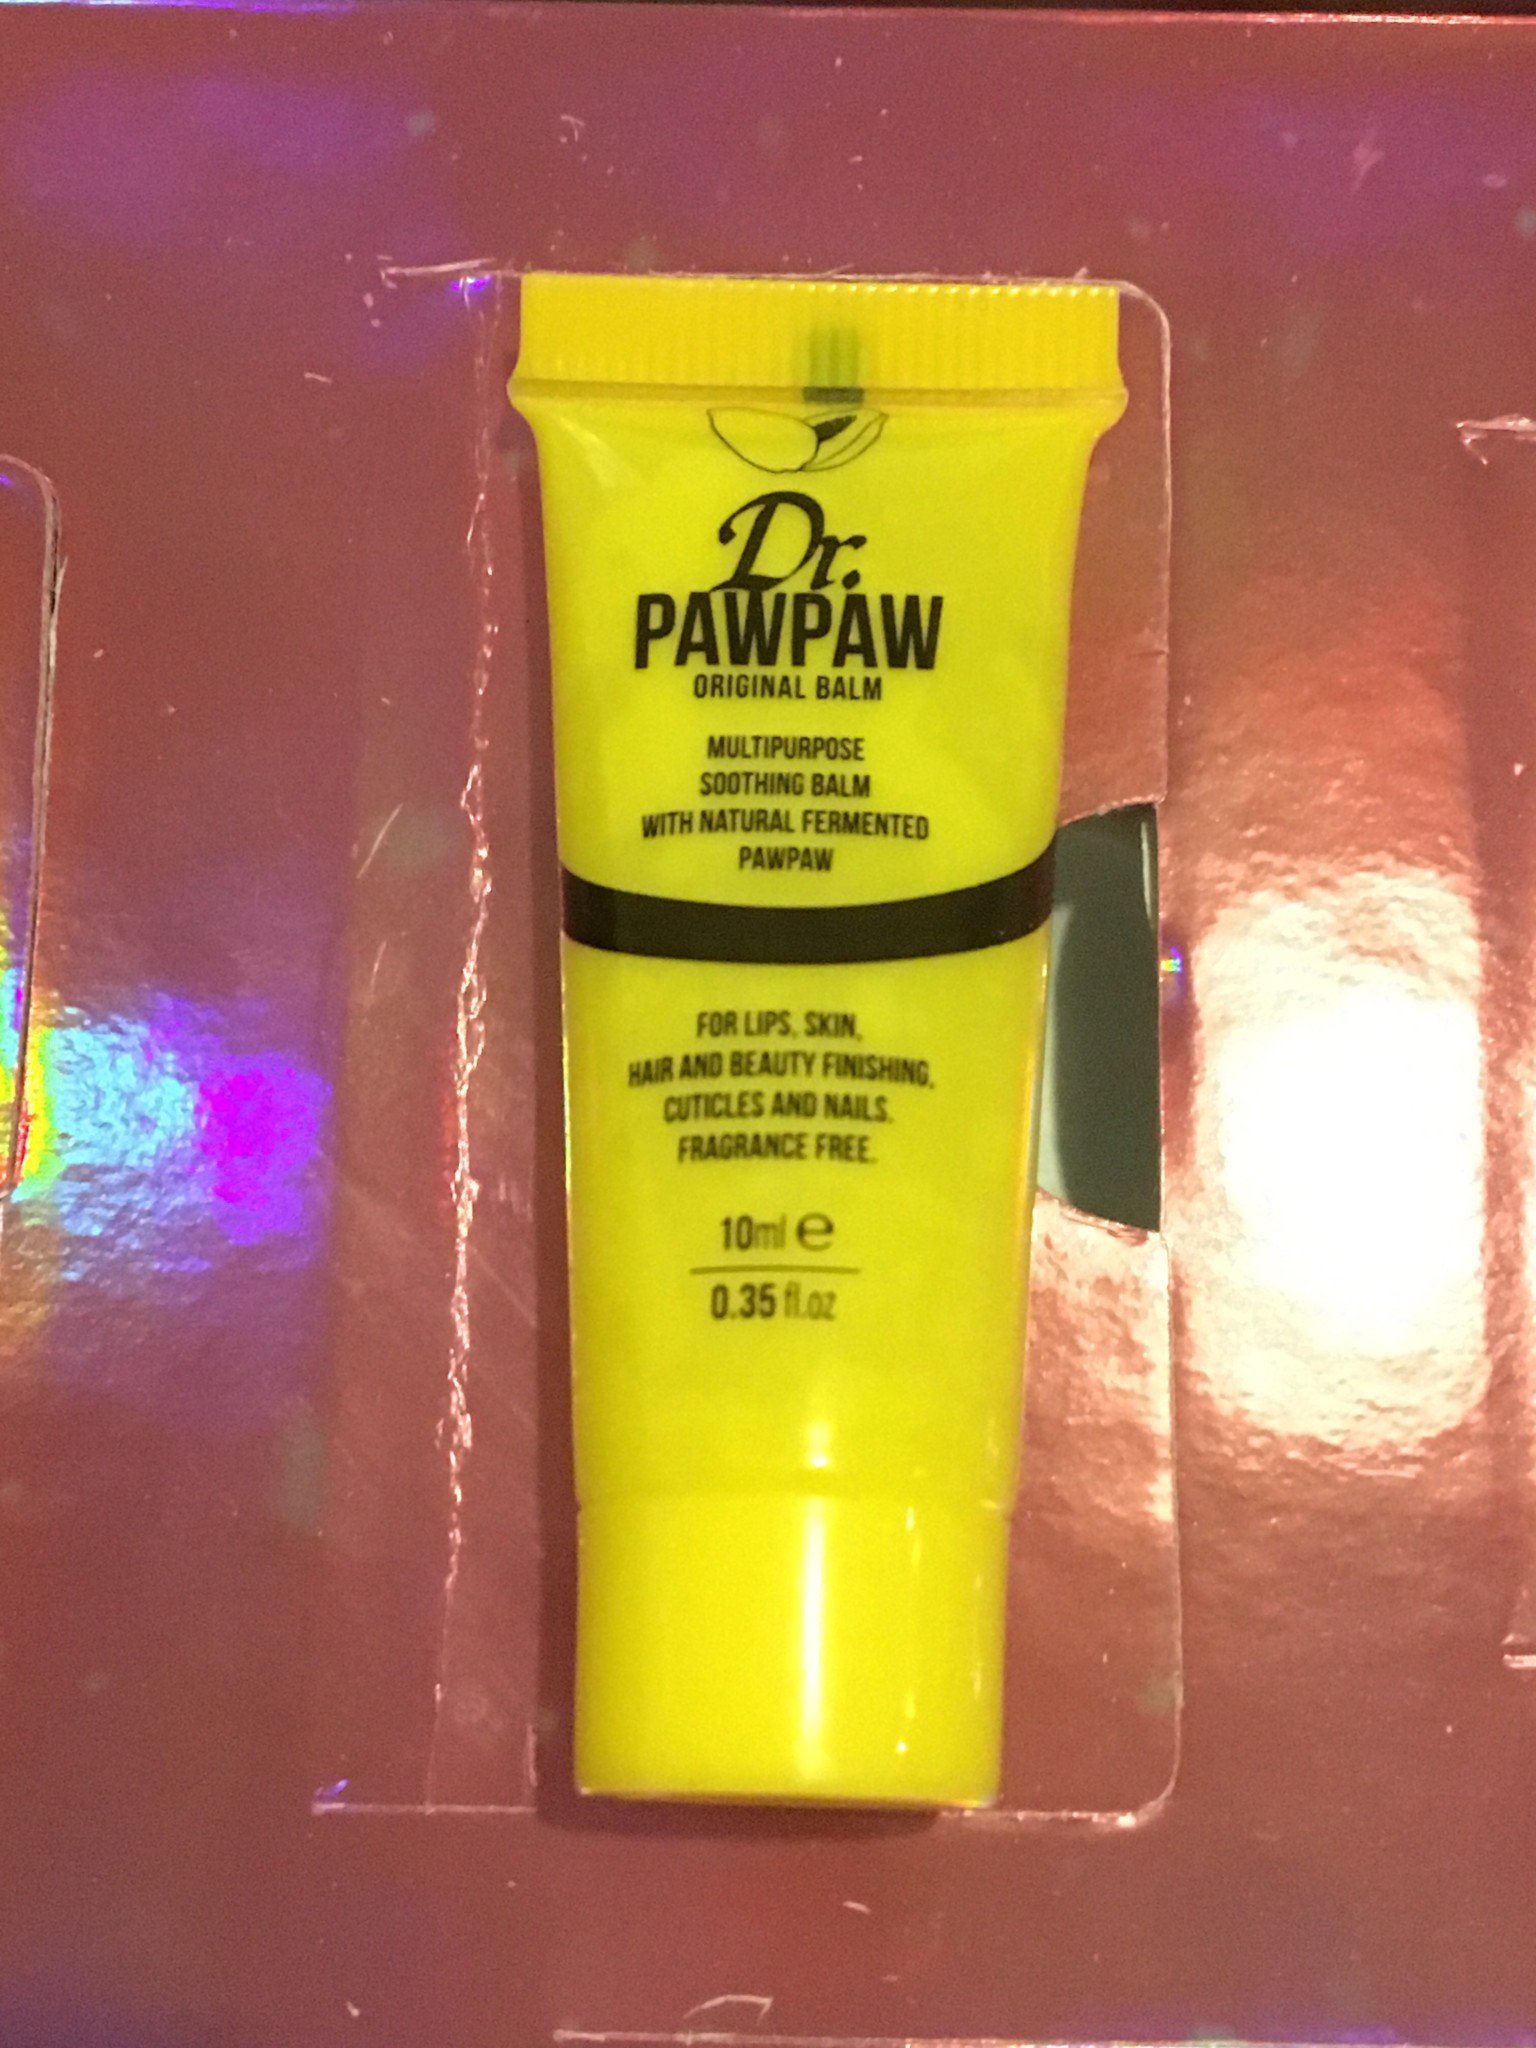 Dr.
PAWPAW
ORIGINAL BALM
MULTIPURPOSE
SOOTHING BALM
WITH NATURAL FERMENTED
PAWPAW
FOR LIPS, SKIN,
HAIR AND BEAUTY FINISHING,
CUTICLES AND NAILS.
FRAGRANCE FREE.
10ml ℮
0.35 fl.oz